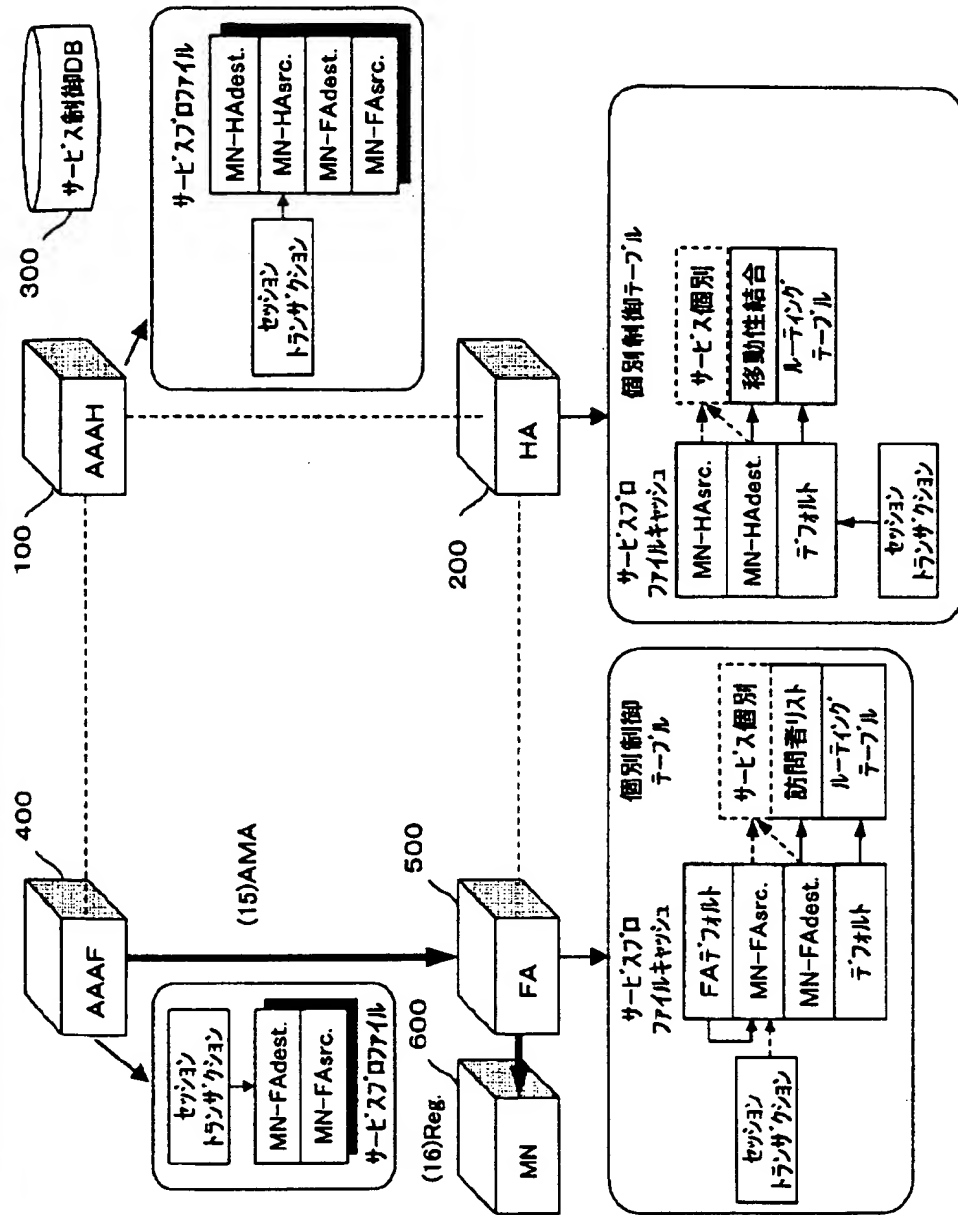 サービス制御DB
300
100
AAAH
サービスプロファイル
セッション
トランザクション
MN-HAdest.
MN-HAsrc.
MN-FAdest.
MN-FAsrc.
400
AAAF
(15)AMA
セッション
トランザクション
MN-FAdest.
MN-FAsrc.
サービスプロファイル
200
HA
500
FA
600
(16)Reg.
MN
サービスプロ
ファイルキャッシュ
個別制御
テーブル
FAデフォルト
MN-FAsrc.
MN-FAdest.
デフォルト
サービス個別
訪問者リスト
ルーティング
テーブル
セッション
トランザクション
サービスプロ
ファイルキャッシュ
個別制御テーブル
MN-HAsrc.
MN-HAdest.
デフォルト
サービス個別
移動性結合
ルーティング
テーブル
セッション
トランザクション